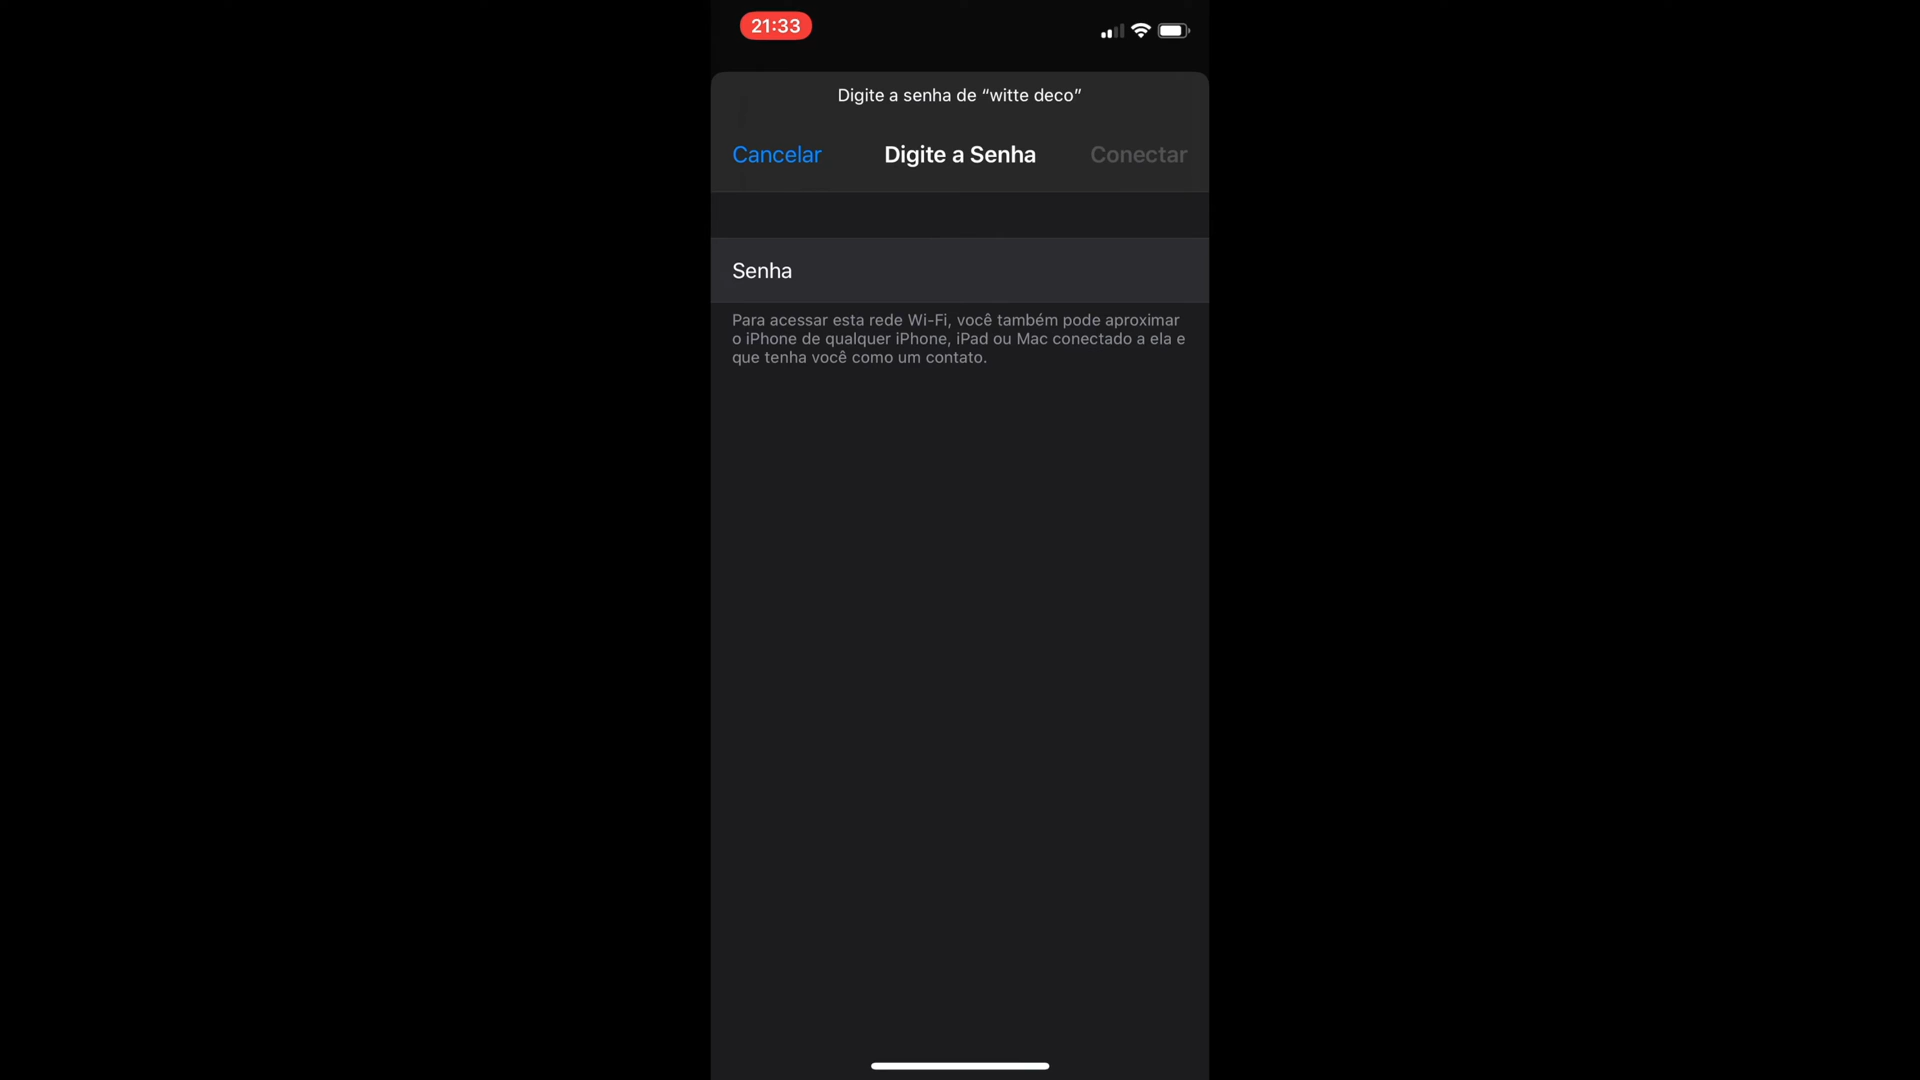 21:33
Digite a senha de “witte deco”
Cancelar
Digite a Senha
Conectar
Senha
Para acessar esta rede Wi-Fi, você também pode aproximar
o iPhone de qualquer iPhone, iPad ou Mac conectado a ela e
que tenha você como um contato.